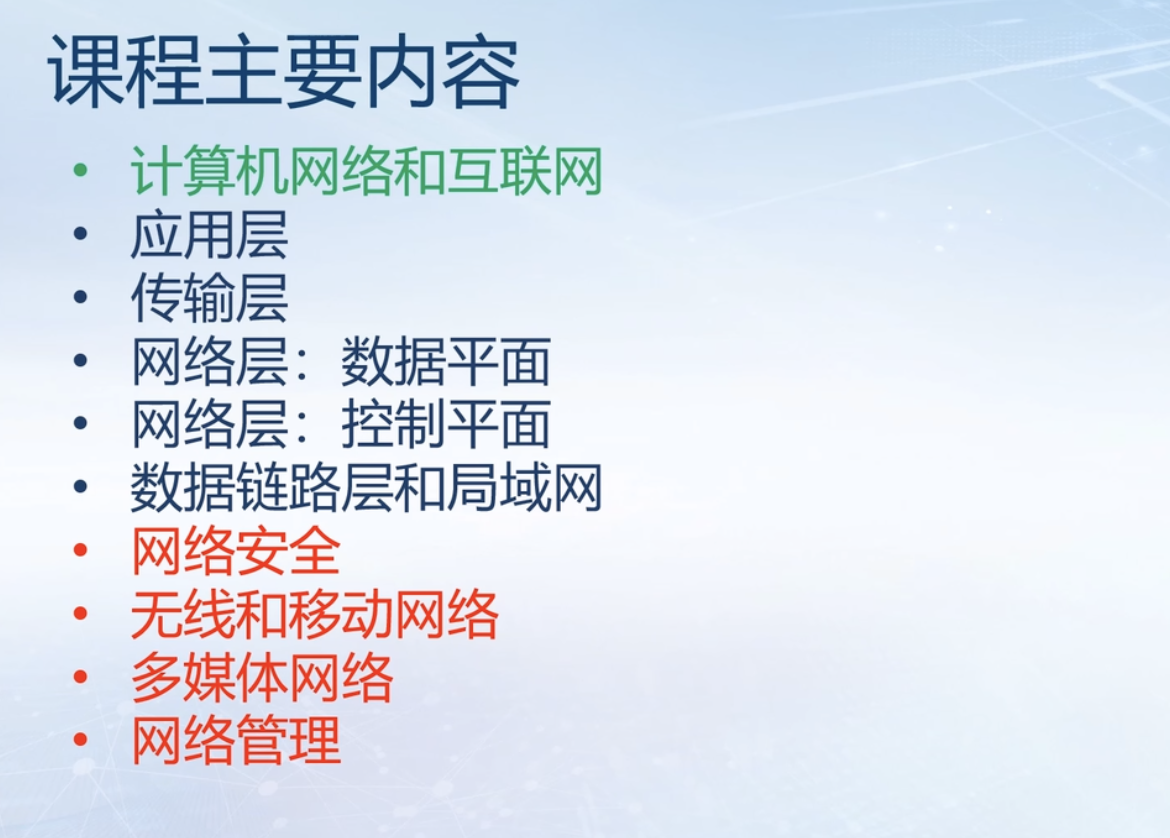 课程主要内容
• 计算机网络和互联网
• 应用层
• 传输层
• 网络层：数据平面
• 网络层：控制平面
• 数据链路层和局域网
• 网络安全
• 无线和移动网络
• 多媒体网络
• 网络管理